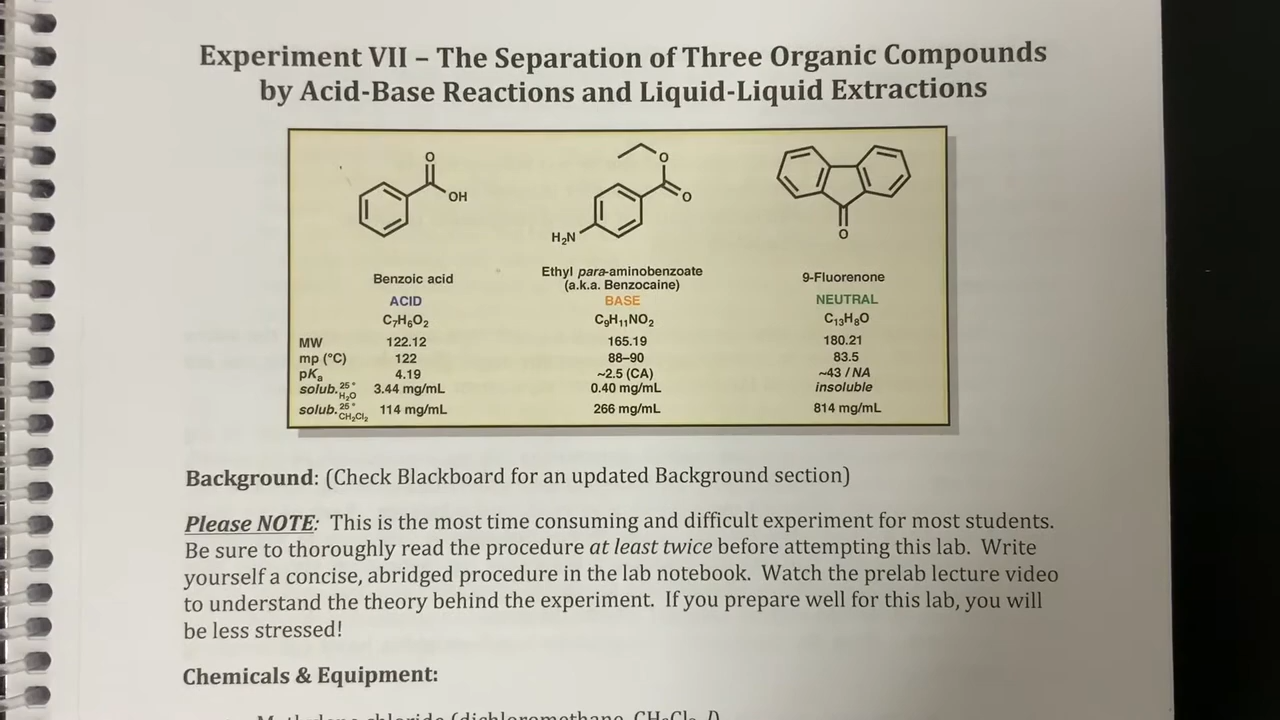 Experiment VII – The Separation of Three Organic Compounds
by Acid-Base Reactions and Liquid-Liquid Extractions
O
OH
H₂N
O
O
O
Benzoic acid
Ethyl para-aminobenzoate
(a.k.a. Benzocaine)
9-Fluorenone
ACID BASE NEUTRAL
C₇H₆O₂ C₉H₁₁NO₂ C₁₃H₈O
MW 122.12 165.19 180.21
mp (°C) 122 88–90 83.5
pKₐ 4.19 ~2.5 (CA) ~43 / NA
solub. 25° H₂O 3.44 mg/mL 0.40 mg/mL insoluble
solub. 25° CH₂Cl₂ 114 mg/mL 266 mg/mL 814 mg/mL
Background: (Check Blackboard for an updated Background section)
Please NOTE: This is the most time consuming and difficult experiment for most students.
Be sure to thoroughly read the procedure at least twice before attempting this lab. Write
yourself a concise, abridged procedure in the lab notebook. Watch the prelab lecture video
to understand the theory behind the experiment. If you prepare well for this lab, you will
be less stressed!
Chemicals & Equipment:
Methylene chloride (dichloromethane, CH₂Cl₂, l)